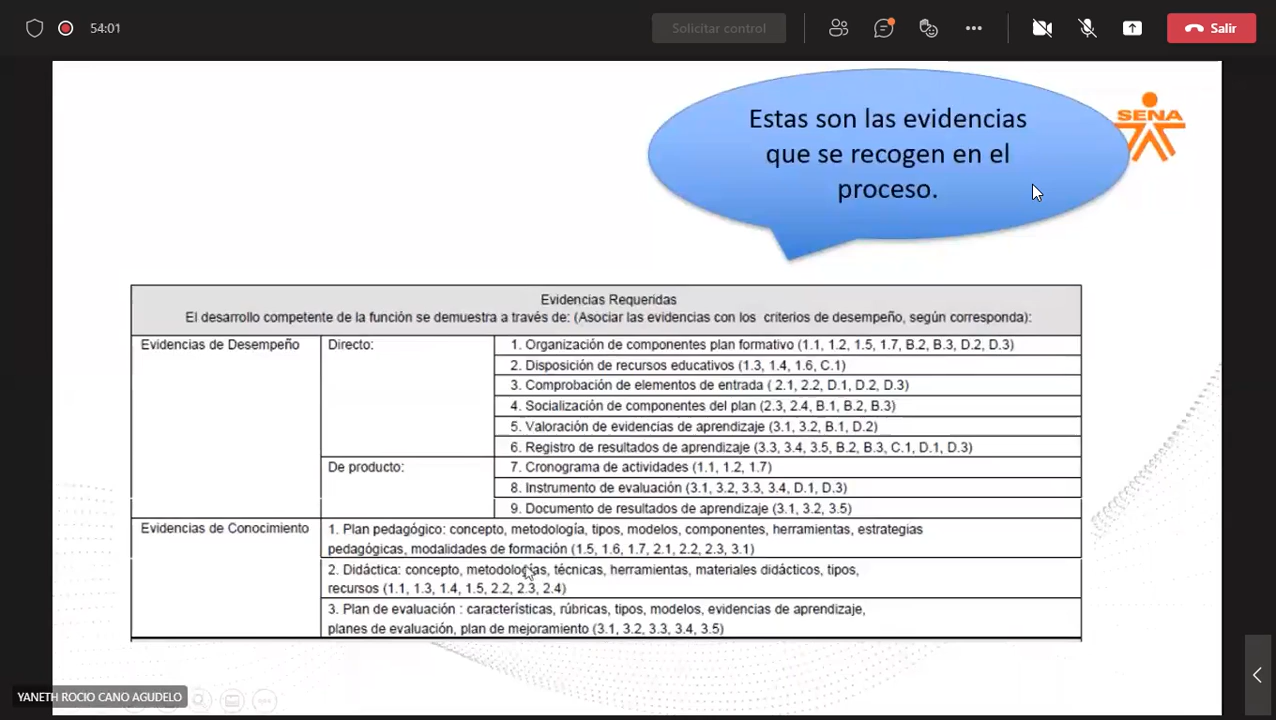 54:01
Solicitar control
Salir
Estas son las evidencias
que se recogen en el
proceso.
SENA
Evidencias Requeridas
El desarrollo competente de la función se demuestra a través de: (Asociar las evidencias con los criterios de desempeño, según corresponda):
Evidencias de Desempeño
Directo:
1. Organización de componentes plan formativo (1.1, 1.2, 1.5, 1.7, B.2, B.3, D.2, D.3)
2. Disposición de recursos educativos (1.3, 1.4, 1.6, C.1)
3. Comprobación de elementos de entrada ( 2.1, 2.2, D.1, D.2, D.3)
4. Socialización de componentes del plan (2.3, 2.4, B.1, B.2, B.3)
5. Valoración de evidencias de aprendizaje (3.1, 3.2, B.1, D.2)
6. Registro de resultados de aprendizaje (3.3, 3.4, 3.5, B.2, B.3, C.1, D.1, D.3)
De producto:
7. Cronograma de actividades (1.1, 1.2, 1.7)
8. Instrumento de evaluación (3.1, 3.2, 3.3, 3.4, D.1, D.3)
9. Documento de resultados de aprendizaje (3.1, 3.2, 3.5)
Evidencias de Conocimiento
1. Plan pedagógico: concepto, metodología, tipos, modelos, componentes, herramientas, estrategias
pedagógicas, modalidades de formación (1.5, 1.6, 1.7, 2.1, 2.2, 2.3, 3.1)
2. Didáctica: concepto, metodologías, técnicas, herramientas, materiales didácticos, tipos,
recursos (1.1, 1.3, 1.4, 1.5, 2.2, 2.3, 2.4)
3. Plan de evaluación : características, rúbricas, tipos, modelos, evidencias de aprendizaje,
planes de evaluación, plan de mejoramiento (3.1, 3.2, 3.3, 3.4, 3.5)
YANETH ROCIO CANO AGUDELO